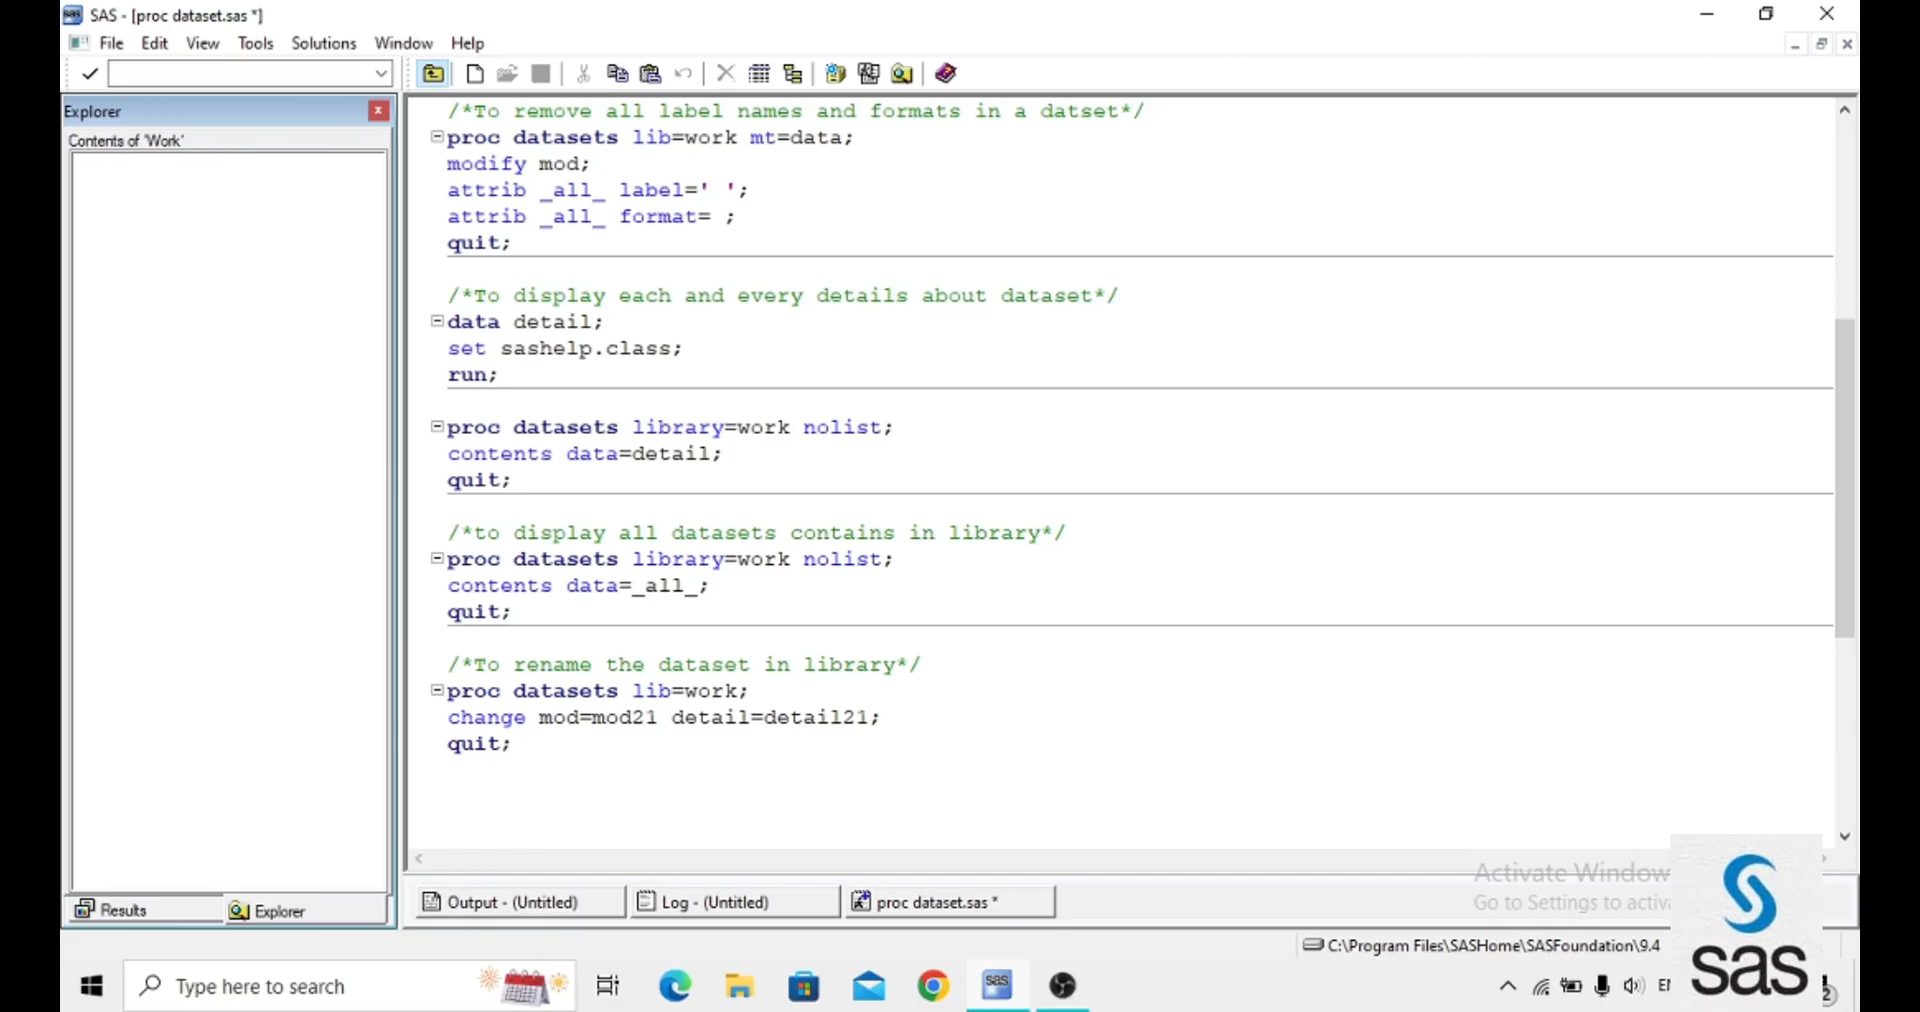 SAS - [proc dataset.sas *]
File Edit View Tools Solutions Window Help
Explorer
Contents of 'Work'
/*To remove all label names and formats in a datset*/
proc datasets lib=work mt=data;
modify mod;
attrib _all_ label=' ';
attrib _all_ format= ;
quit;
/*To display each and every details about dataset*/
data detail;
set sashelp.class;
run;
proc datasets library=work nolist;
contents data=detail;
quit;
/*to display all datasets contains in library*/
proc datasets library=work nolist;
contents data=_all_;
quit;
/*To rename the dataset in library*/
proc datasets lib=work;
change mod=mod21 detail=detail21;
quit;
Results Explorer
Output - (Untitled) Log - (Untitled) proc dataset.sas *
Activate Window
Go to Settings to activ
C:\Program Files\SASHome\SASFoundation\9.4
Type here to search
sas
2